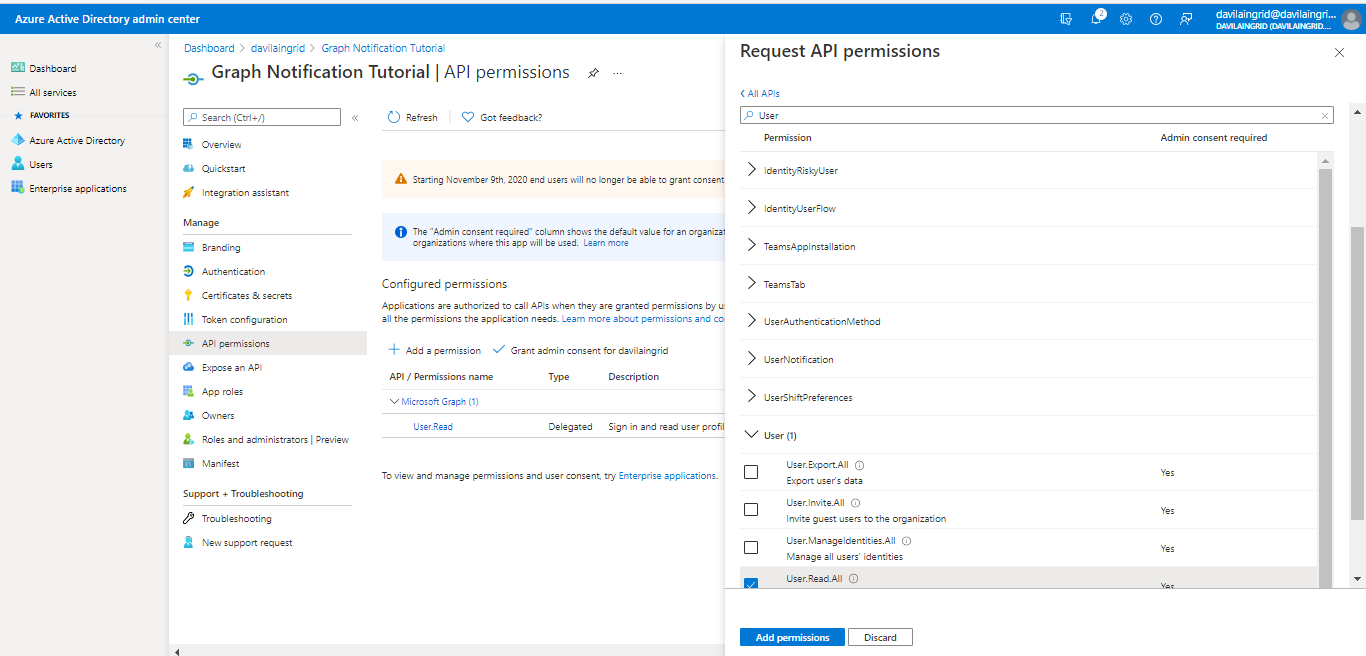 Azure Active Directory admin center
2
davilaingrid@davilaingri...
DAVILAINGRID (DAVILAINGRID....
Dashboard
All services
FAVORITES
Azure Active Directory
Users
Enterprise applications
Dashboard > davilaingrid > Graph Notification Tutorial
Graph Notification Tutorial | API permissions
Search (Ctrl+/)
Overview
Quickstart
Integration assistant
Manage
Branding
Authentication
Certificates & secrets
Token configuration
API permissions
Expose an API
App roles
Owners
Roles and administrators | Preview
Manifest
Support + Troubleshooting
Troubleshooting
New support request
Refresh
Got feedback?
Starting November 9th, 2020 end users will no longer be able to grant consent
The "Admin consent required" column shows the default value for an organizat
organizations where this app will be used. Learn more
Configured permissions
Applications are authorized to call APIs when they are granted permissions by us
all the permissions the application needs. Learn more about permissions and co
Add a permission
Grant admin consent for davilaingrid
API / Permissions name Type Description
Microsoft Graph (1)
User.Read Delegated Sign in and read user profil
To view and manage permissions and user consent, try Enterprise applications.
Request API permissions
All APIs
User
Permission Admin consent required
IdentityRiskyUser
IdentityUserFlow
TeamsAppInstallation
TeamsTab
UserAuthenticationMethod
UserNotification
UserShiftPreferences
User (1)
User.Export.All
Export user's data
Yes
User.Invite.All
Invite guest users to the organization
Yes
User.ManageIdentities.All
Manage all users' identities
Yes
User.Read.All
Yes
Add permissions
Discard